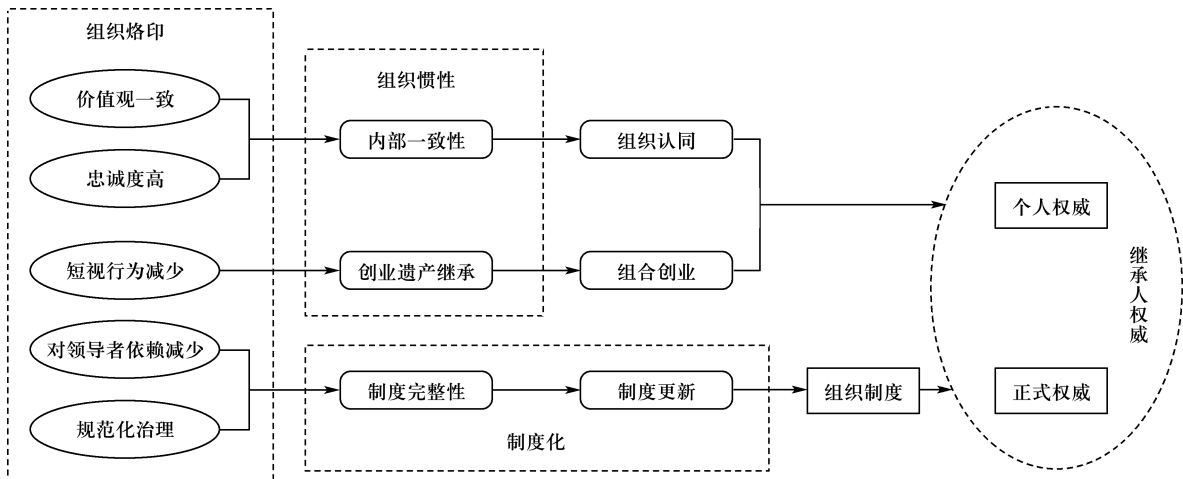 组织烙印
价值观一致
忠诚度高
短视行为减少
对领导者依赖减少
规范化治理
组织惯性
内部一致性
组织认同
创业遗产继承
组合创业
制度完整性
制度更新
制度化
组织制度
个人权威
正式权威
继承人权威